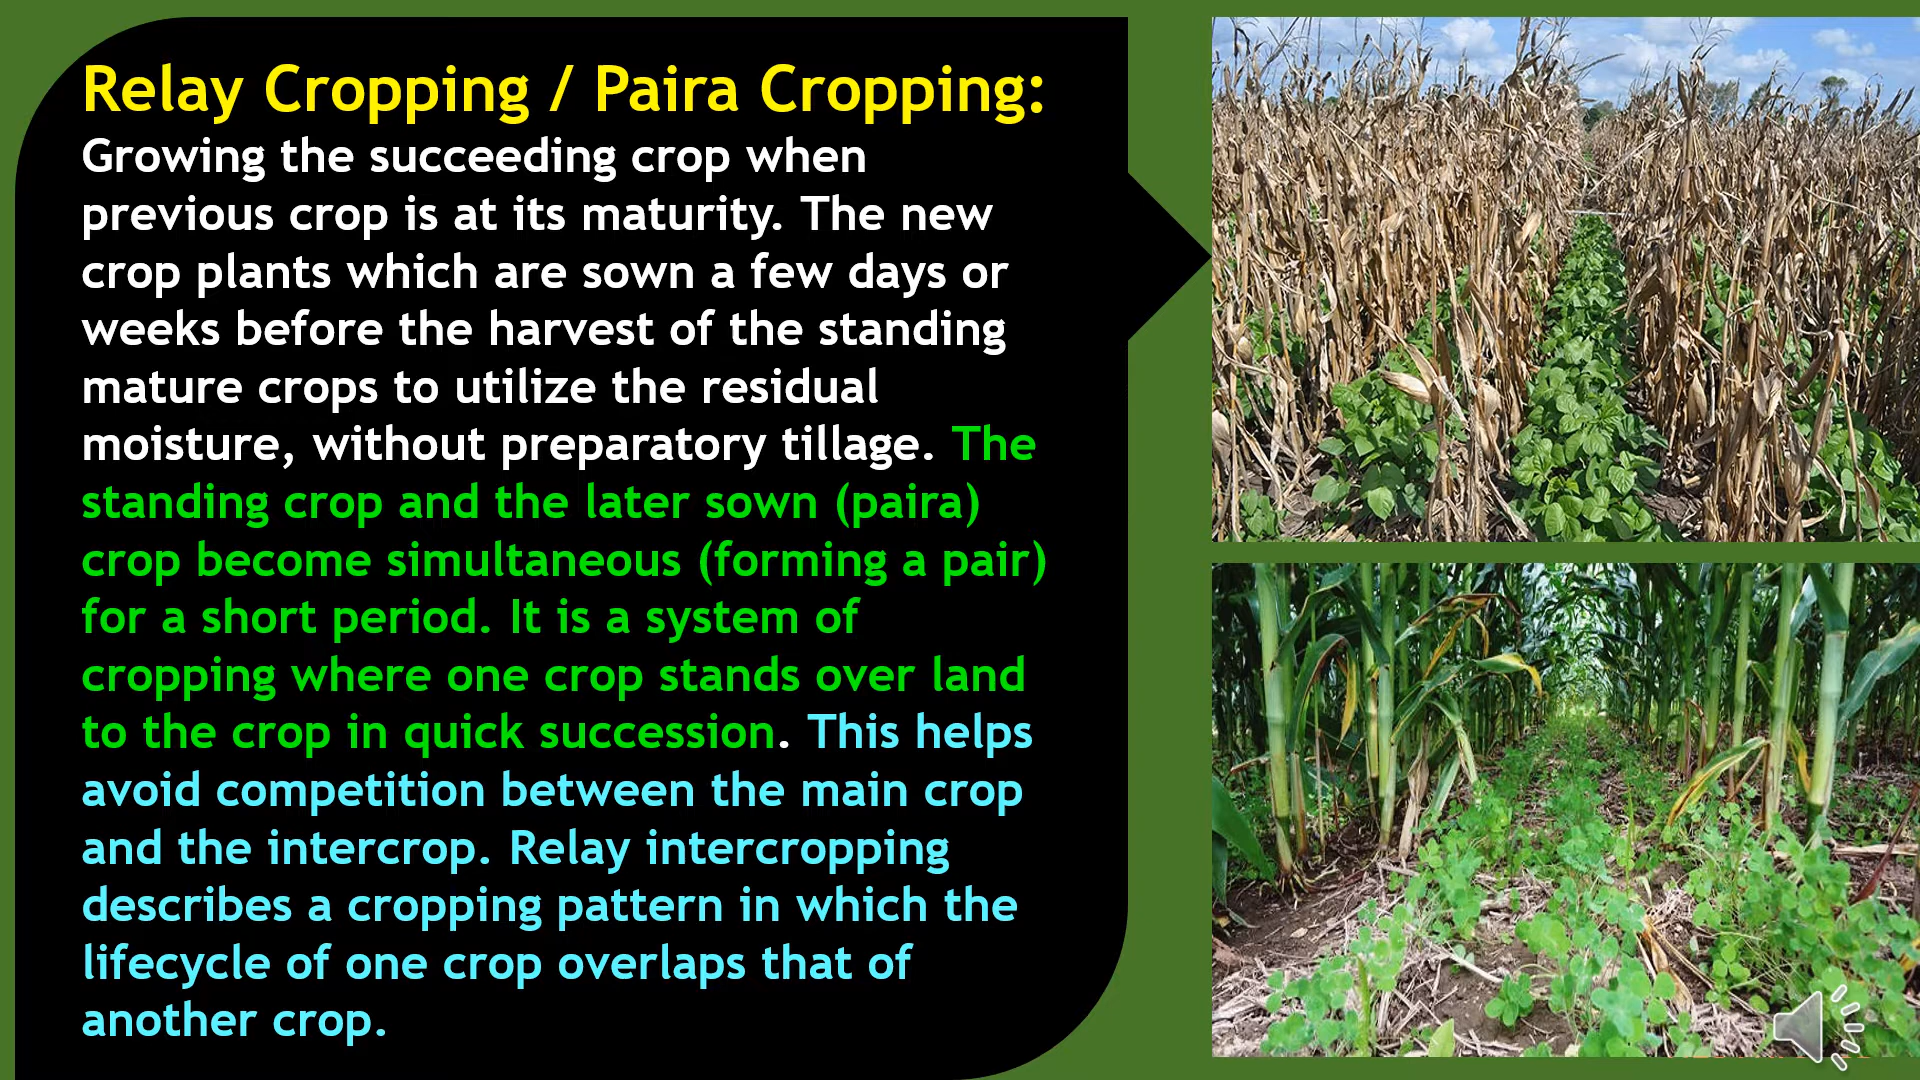 Relay Cropping / Paira Cropping:
Growing the succeeding crop when
previous crop is at its maturity. The new
crop plants which are sown a few days or
weeks before the harvest of the standing
mature crops to utilize the residual
moisture, without preparatory tillage. The
standing crop and the later sown (paira)
crop become simultaneous (forming a pair)
for a short period. It is a system of
cropping where one crop stands over land
to the crop in quick succession. This helps
avoid competition between the main crop
and the intercrop. Relay intercropping
describes a cropping pattern in which the
lifecycle of one crop overlaps that of
another crop.